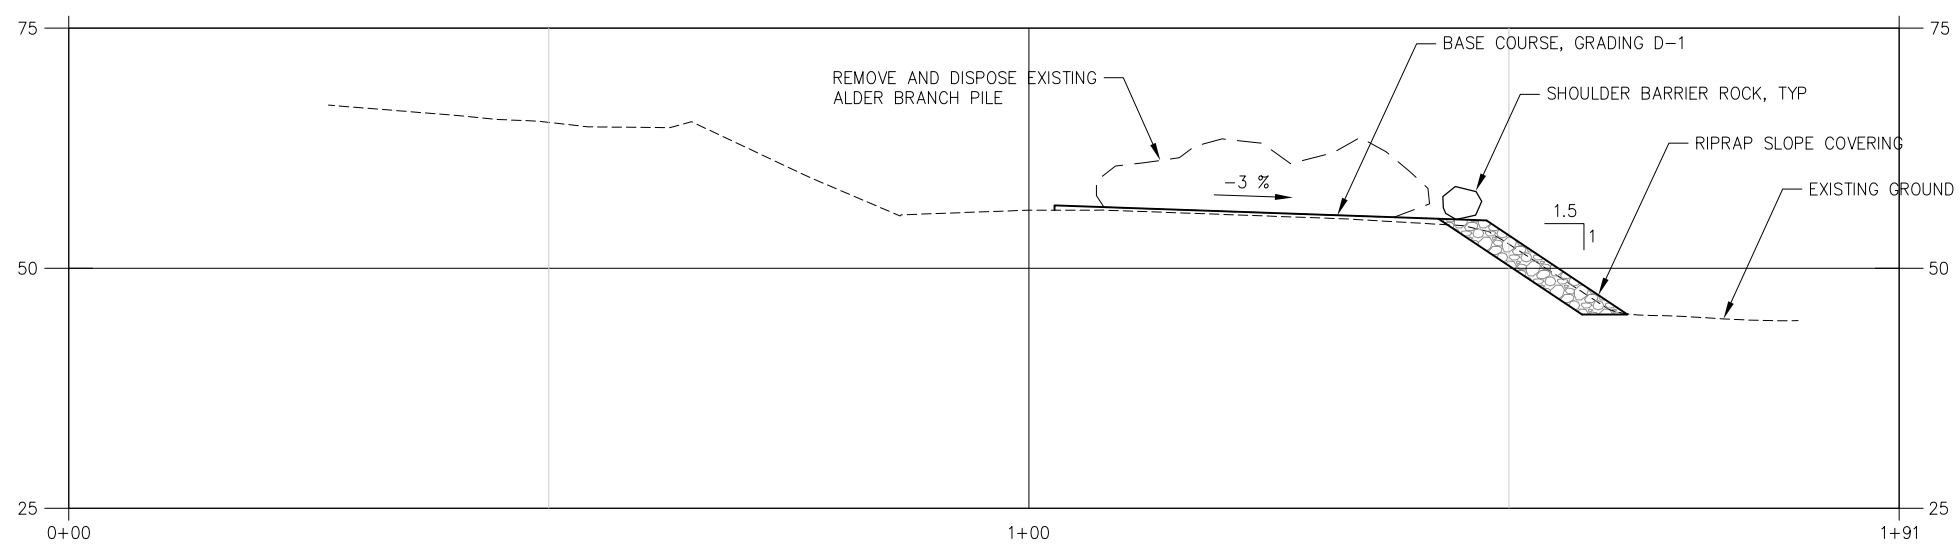 75
75
BASE COURSE, GRADING D-1
REMOVE AND DISPOSE EXISTING
ALDER BRANCH PILE
SHOULDER BARRIER ROCK, TYP
RIPRAP SLOPE COVERING
-3 %
EXISTING GROUND
1.5
1
50
50
25
25
0+00
1+00
1+91